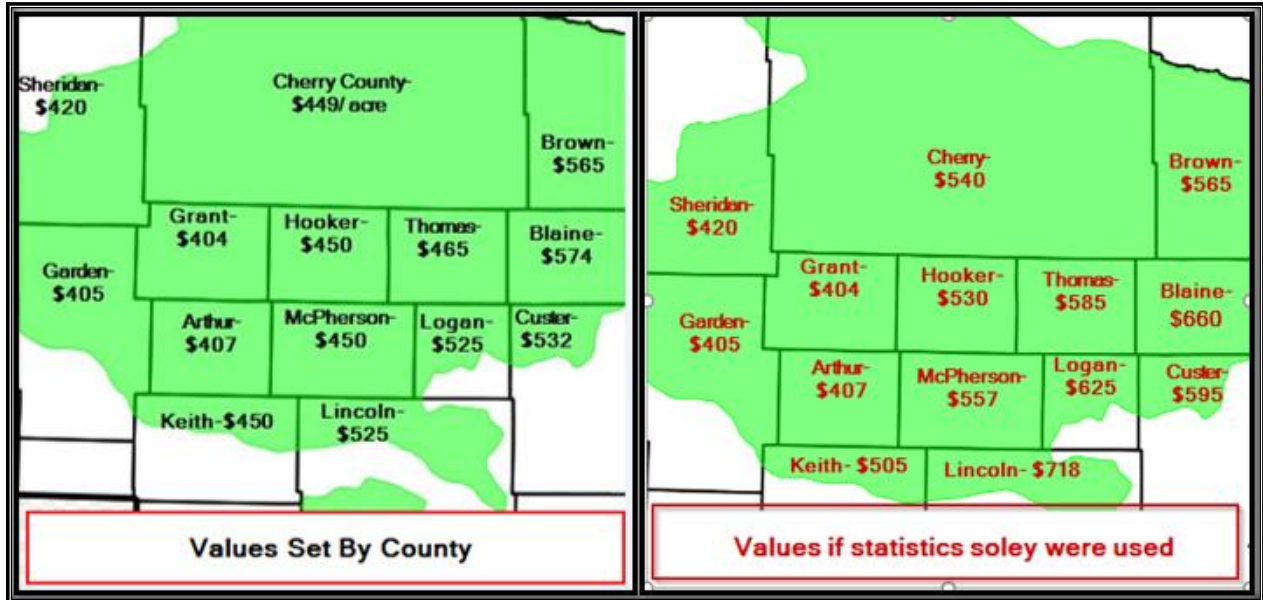 Sheridan-
$420
Cherry County-
$449/ acre
Brown-
$565
Grant-
$404
Hooker-
$450
Thomas-
$465
Blaine-
$574
Garden-
$405
Arthur-
$407
McPherson-
$450
Logan-
$525
Custer-
$532
Keith-$450
Lincoln-
$525
Values Set By County
Cherry-
$540
Brown-
$565
Sheridan-
$420
Grant-
$404
Hooker-
$530
Thomas-
$585
Blaine-
$660
Garden-
$405
Arthur-
$407
McPherson-
$557
Logan-
$625
Custer-
$595
Keith- $505
Lincoln- $718
Values if statistics soley were used